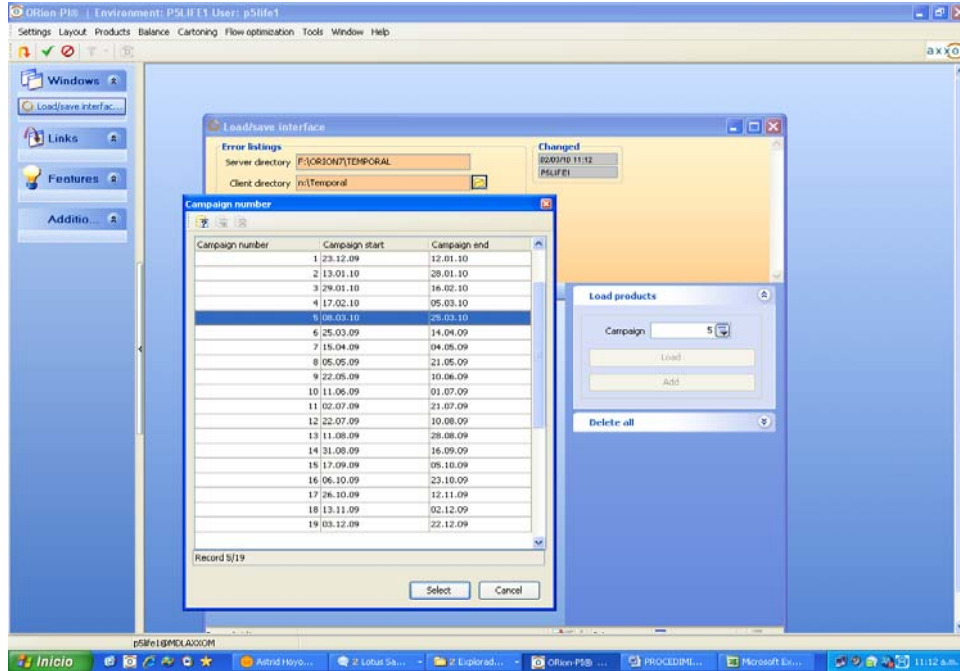 ORion-PI® | Environment: P5LIFE1 User: p5life1
Settings Layout Products Balance Cartoning Flow optimization Tools Window Help
axxo
Windows
Load/save interfac...
Links
Features
Additio...
Load/save interface
Error listings
Server directory F:\ORION7\TEMPORAL
Client directory n:\Temporal
Changed
02/03/10 11:12
P5LIFE1
Campaign number
Campaign number Campaign start Campaign end
1 23.12.09 12.01.10
2 13.01.10 28.01.10
3 29.01.10 16.02.10
4 17.02.10 05.03.10
5 08.03.10 25.03.10
6 25.03.09 14.04.09
7 15.04.09 04.05.09
8 05.05.09 21.05.09
9 22.05.09 10.06.09
10 11.06.09 01.07.09
11 02.07.09 21.07.09
12 22.07.09 10.08.09
13 11.08.09 28.08.09
14 31.08.09 16.09.09
15 17.09.09 05.10.09
16 06.10.09 23.10.09
17 26.10.09 12.11.09
18 13.11.09 02.12.09
19 03.12.09 22.12.09
Record 5/19
Select Cancel
Load products
Campaign 5
Load
Add
Delete all
p5life1@MDLAXXOM
Inicio
Astrid Hoyo...
2 Lotus Sa...
2 Explorad...
ORion-PI® ...
PROCEDIMI...
Microsoft Ex...
11:12 a.m.